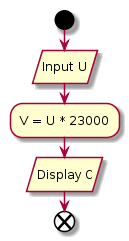 Input U
V = U * 23000
Display C